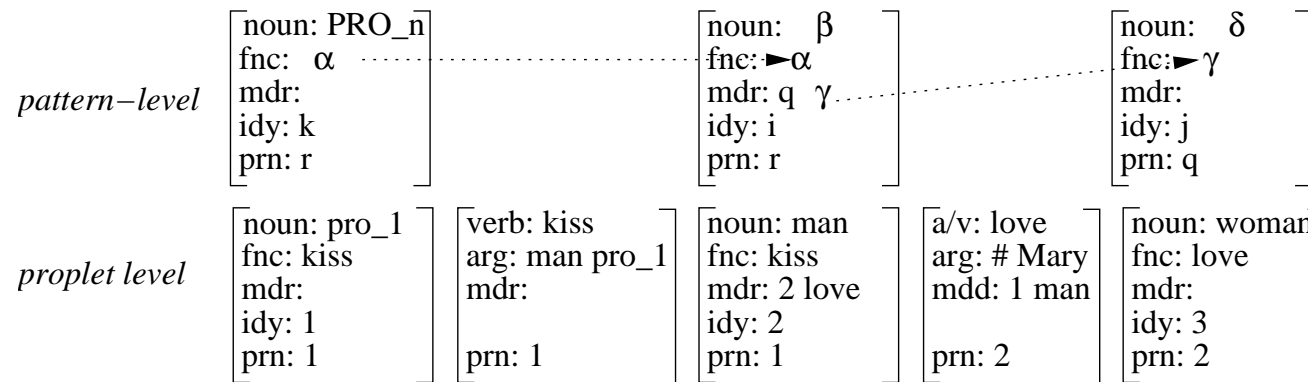 noun: PRO_n noun: β noun: δ
fnc: α fnc: α fnc: γ
pattern−level mdr: mdr: q γ mdr:
idy: k idy: i idy: j
prn: r prn: r prn: q
noun: pro_1 verb: kiss noun: man a/v: love noun: woman
fnc: kiss arg: man pro_1 fnc: kiss arg: # Mary fnc: love
proplet level mdr: mdr: mdr: 2 love mdd: 1 man mdr:
idy: 1 idy: 2 idy: 3
prn: 1 prn: 1 prn: 1 prn: 2 prn: 2